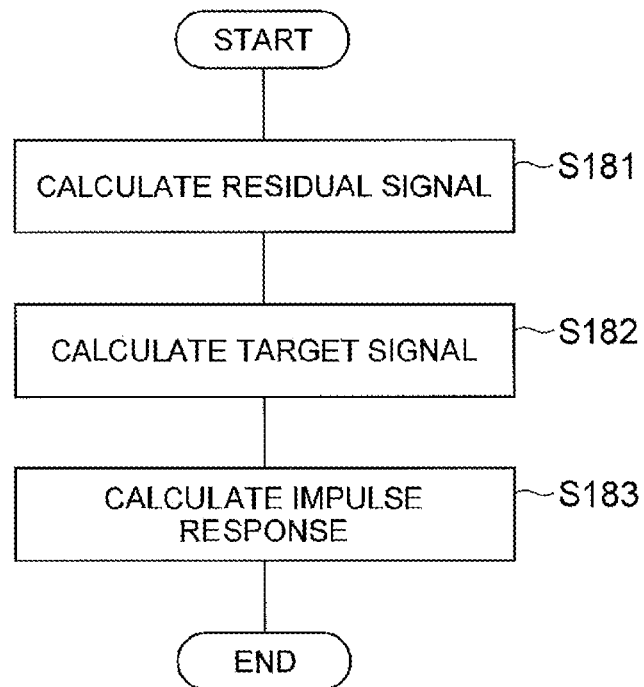 START
CALCULATE RESIDUAL SIGNAL
S181
CALCULATE TARGET SIGNAL
S182
CALCULATE IMPULSE
RESPONSE
S183
END